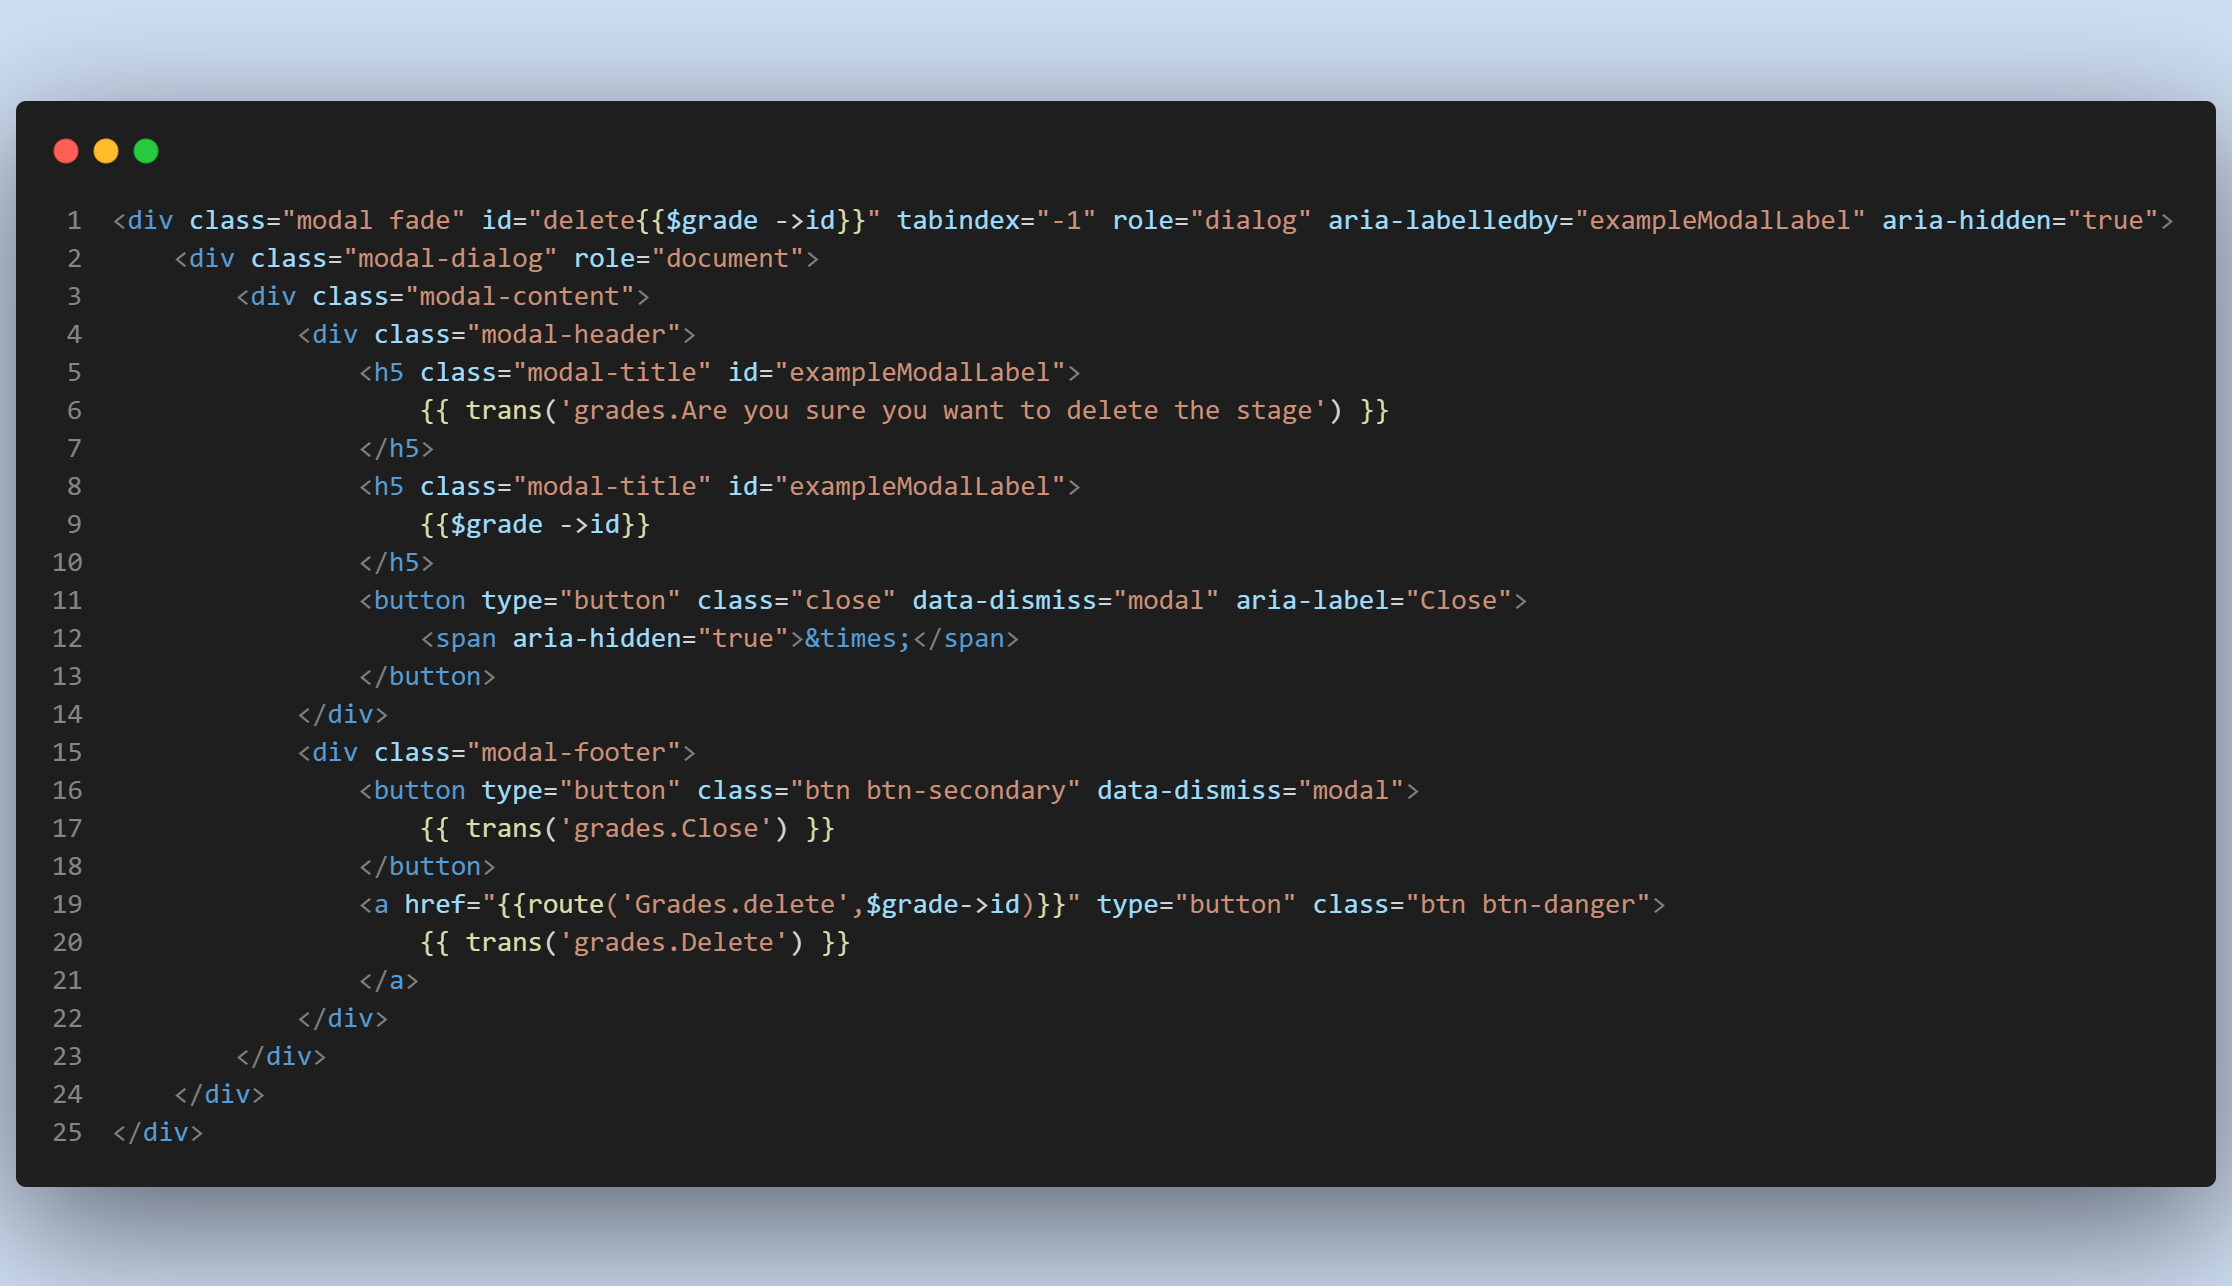 1 <div class="modal fade" id="delete{{$grade ->id}}" tabindex="-1" role="dialog" aria-labelledby="exampleModalLabel" aria-hidden="true">
2     <div class="modal-dialog" role="document">
3         <div class="modal-content">
4             <div class="modal-header">
5                 <h5 class="modal-title" id="exampleModalLabel">
6                     {{ trans('grades.Are you sure you want to delete the stage') }}
7                 </h5>
8                 <h5 class="modal-title" id="exampleModalLabel">
9                     {{$grade ->id}}
10                 </h5>
11                 <button type="button" class="close" data-dismiss="modal" aria-label="Close">
12                     <span aria-hidden="true">&times;</span>
13                 </button>
14             </div>
15             <div class="modal-footer">
16                 <button type="button" class="btn btn-secondary" data-dismiss="modal">
17                     {{ trans('grades.Close') }}
18                 </button>
19                 <a href="{{route('Grades.delete',$grade->id)}}" type="button" class="btn btn-danger">
20                     {{ trans('grades.Delete') }}
21                 </a>
22             </div>
23         </div>
24     </div>
25 </div>